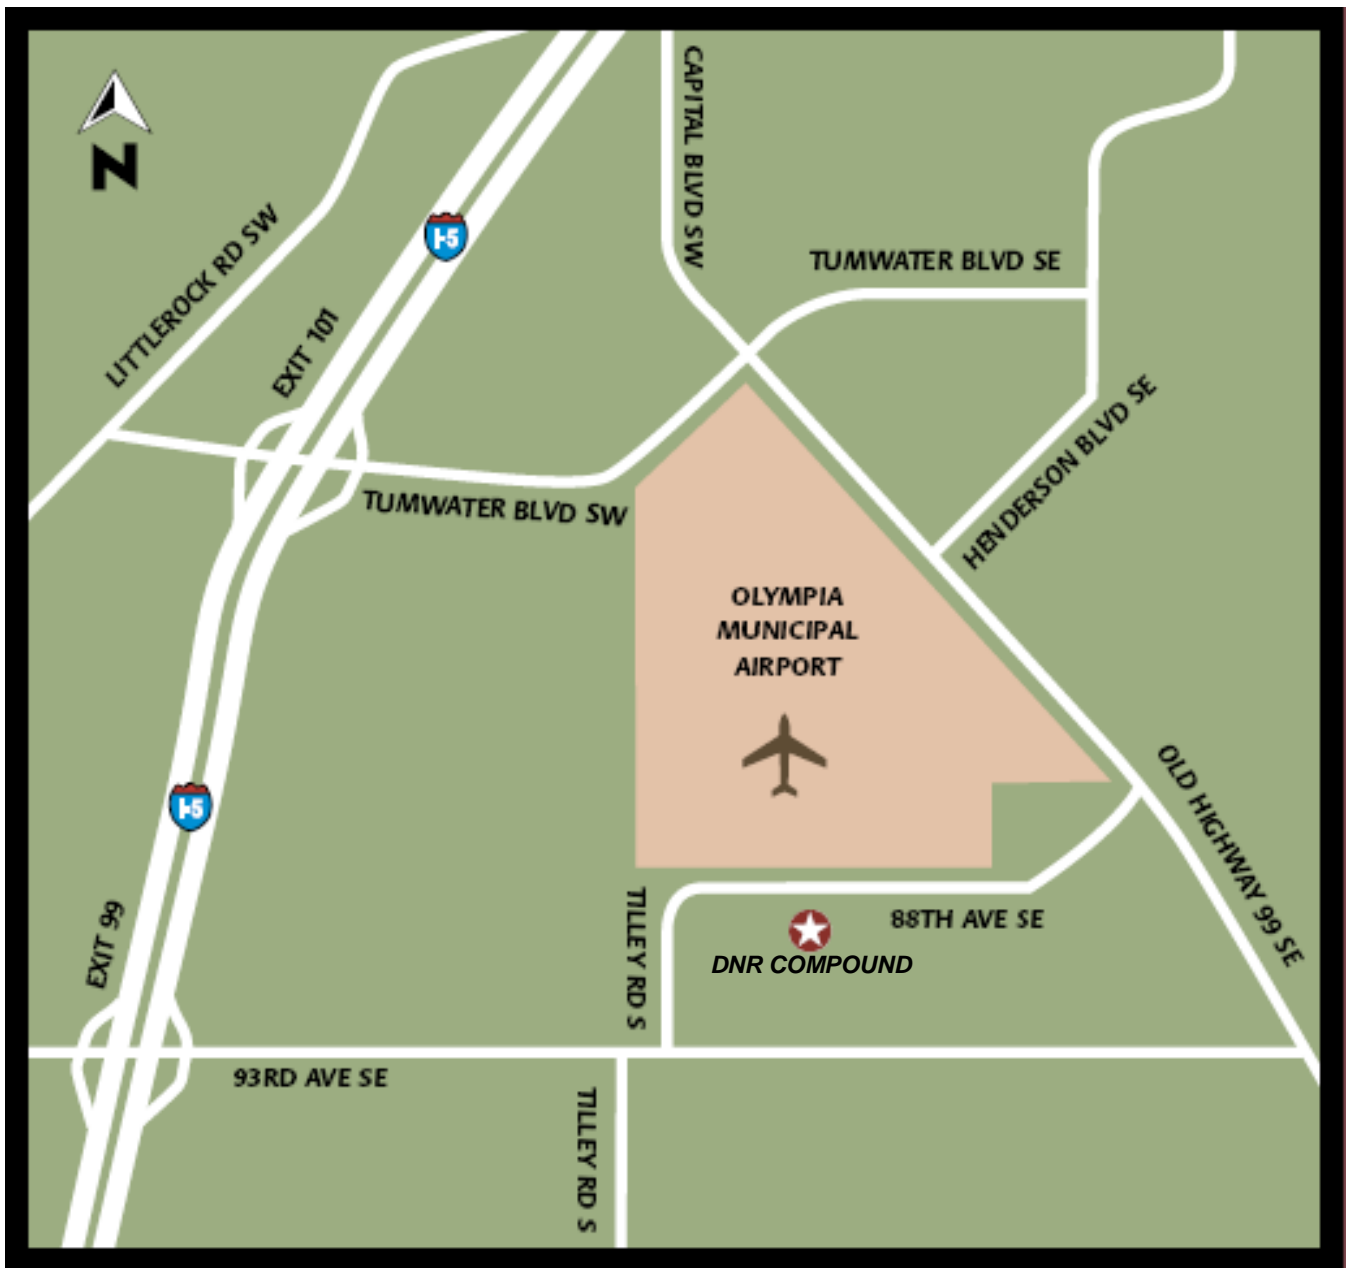 CAPITAL BLVD SW
N
LITTLEROCK RD SW
I-5
TUMWATER BLVD SE
EXIT 101
HENDERSON BLVD SE
TUMWATER BLVD SW
OLYMPIA
MUNICIPAL
AIRPORT
I-5
OLD HIGHWAY 99 SE
EXIT 99
TILLEY RD S
88TH AVE SE
DNR COMPOUND
93RD AVE SE
TILLEY RD S